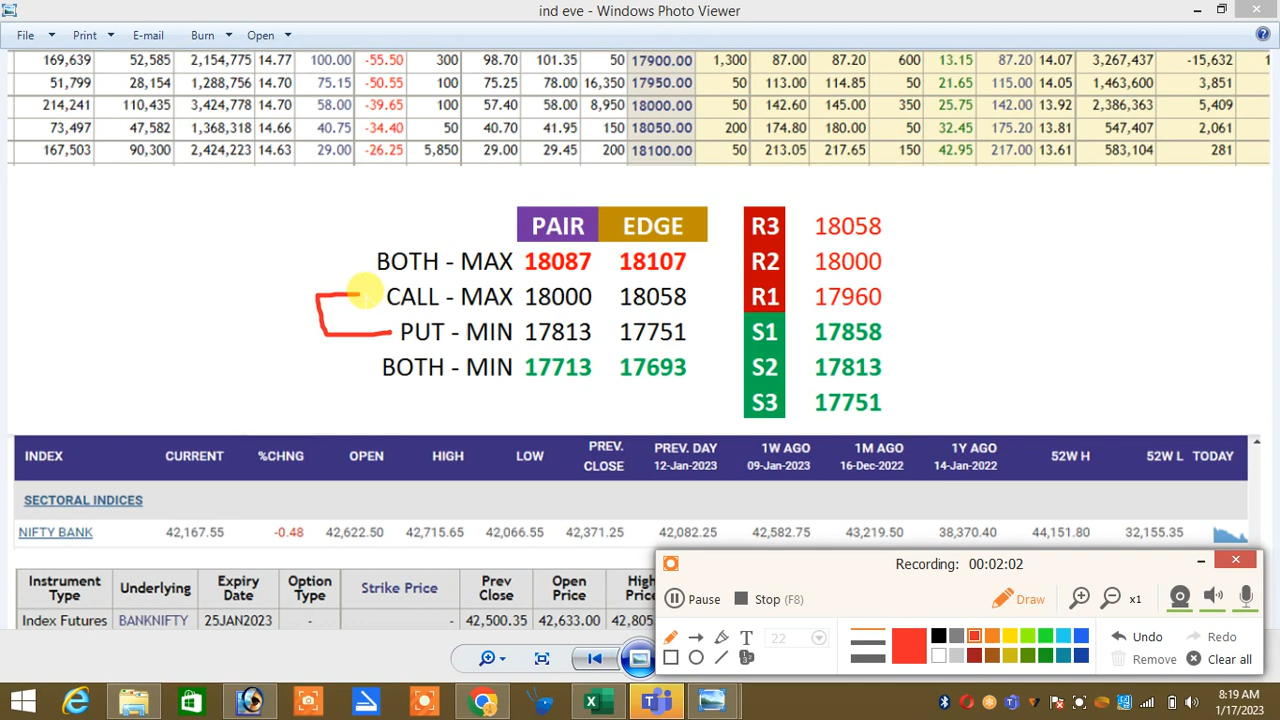 ind eve - Windows Photo Viewer
File Print E-mail Burn Open
169,639 52,585 2,154,775 14.77 100.00 -55.50 300 98.70 101.35 50 17900.00 1,300 87.00 87.20 600 13.15 87.20 14.07 3,267,437 -15,632
51,799 28,154 1,288,756 14.70 75.15 -50.55 100 75.25 78.00 16,350 17950.00 50 113.00 114.85 50 21.65 115.00 14.05 1,463,600 3,851
214,241 110,435 3,424,778 14.70 58.00 -39.65 100 57.40 58.00 8,950 18000.00 50 142.60 145.00 350 25.75 142.00 13.92 2,386,363 5,409
73,497 47,582 1,368,318 14.66 40.75 -34.40 50 40.70 41.95 150 18050.00 200 174.80 180.00 50 32.45 175.20 13.81 547,407 2,061
167,503 90,300 2,424,223 14.63 29.00 -26.25 5,850 29.00 29.45 200 18100.00 50 213.05 217.65 150 42.95 217.00 13.61 583,104 281
PAIR EDGE R3 18058
BOTH - MAX 18087 18107 R2 18000
CALL - MAX 18000 18058 R1 17960
PUT - MIN 17813 17751 S1 17858
BOTH - MIN 17713 17693 S2 17813
S3 17751
INDEX CURRENT %CHNG OPEN HIGH LOW PREV. CLOSE PREV. DAY 12-Jan-2023 1W AGO 09-Jan-2023 1M AGO 16-Dec-2022 1Y AGO 14-Jan-2022 52W H 52W L TODAY
SECTORAL INDICES
NIFTY BANK 42,167.55 -0.48 42,622.50 42,715.65 42,066.55 42,371.25 42,082.25 42,582.75 43,219.50 38,370.40 44,151.80 32,155.35
Instrument Type Underlying Expiry Date Option Type Strike Price Prev Close Open Price High Price
Index Futures BANKNIFTY 25JAN2023 - - 42,500.35 42,633.00 42,805
Recording: 00:02:02
Pause Stop (F8) Draw x1
T 22 Undo Redo
Remove Clear all
8:19 AM
1/17/2023